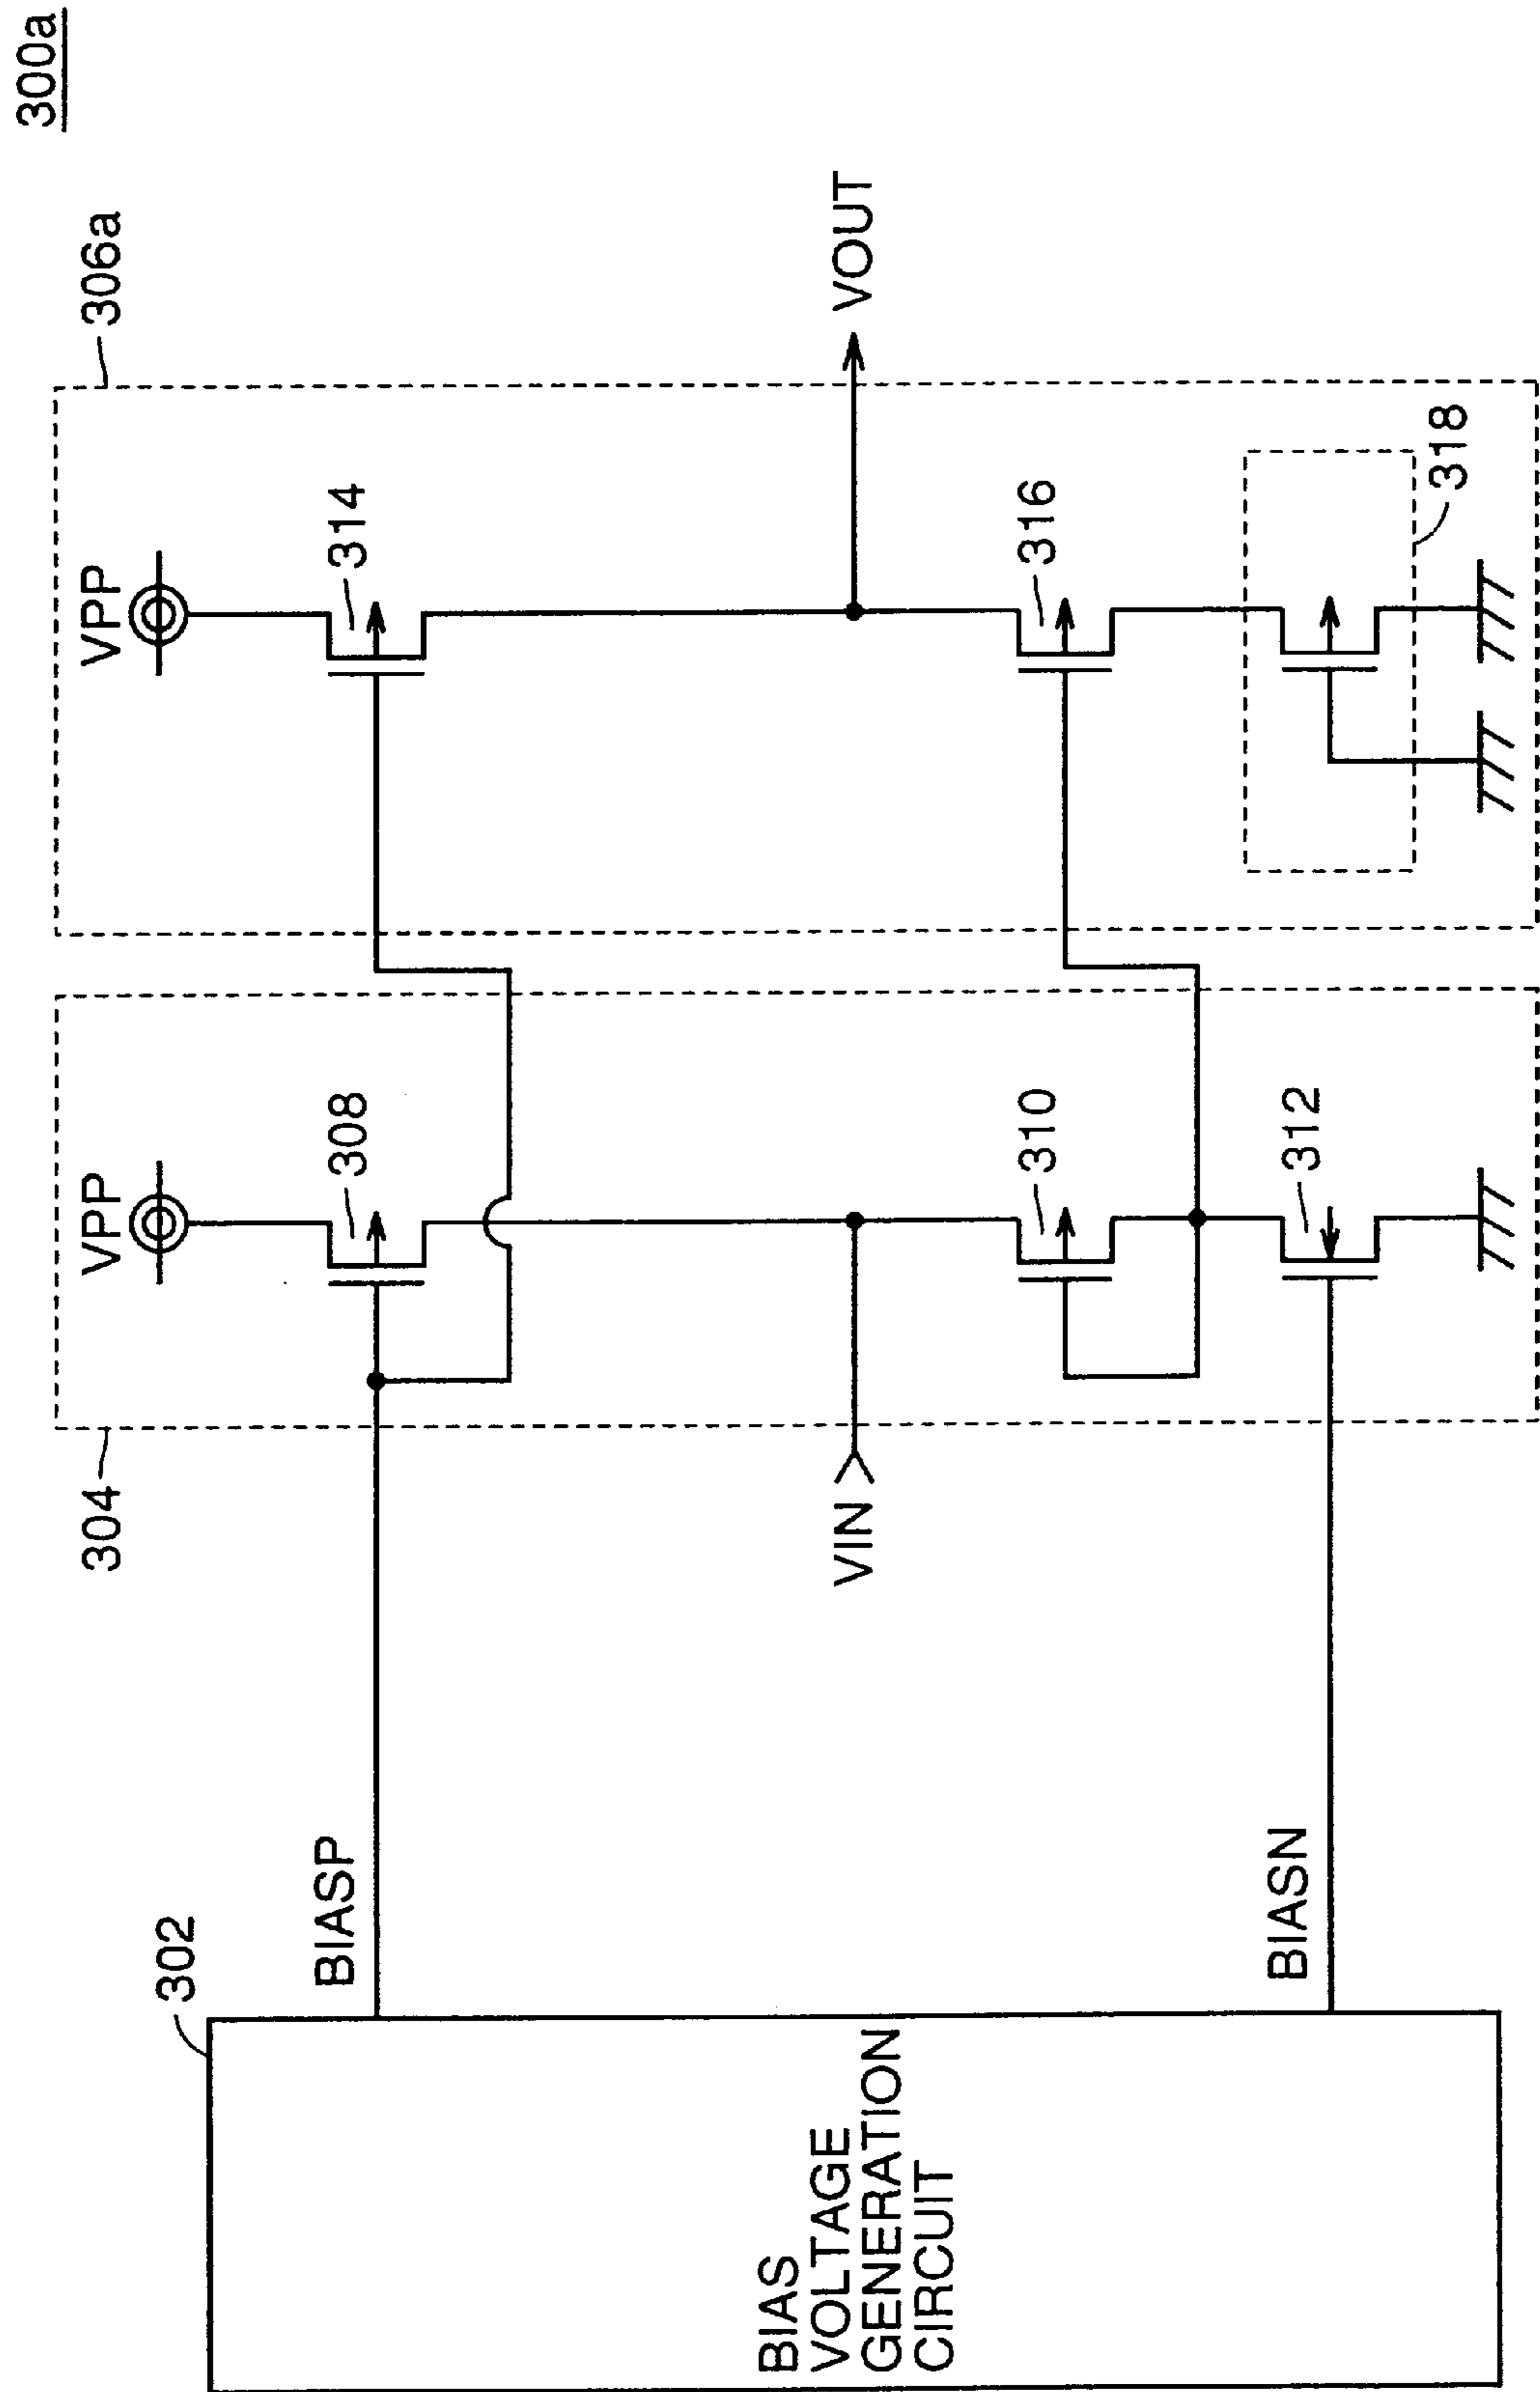 300a
304
306a
VPP
VPP
302
308
314
BIASP
VIN
VOUT
BIAS
VOLTAGE
GENERATION
CIRCUIT
310
316
BIASN
312
318